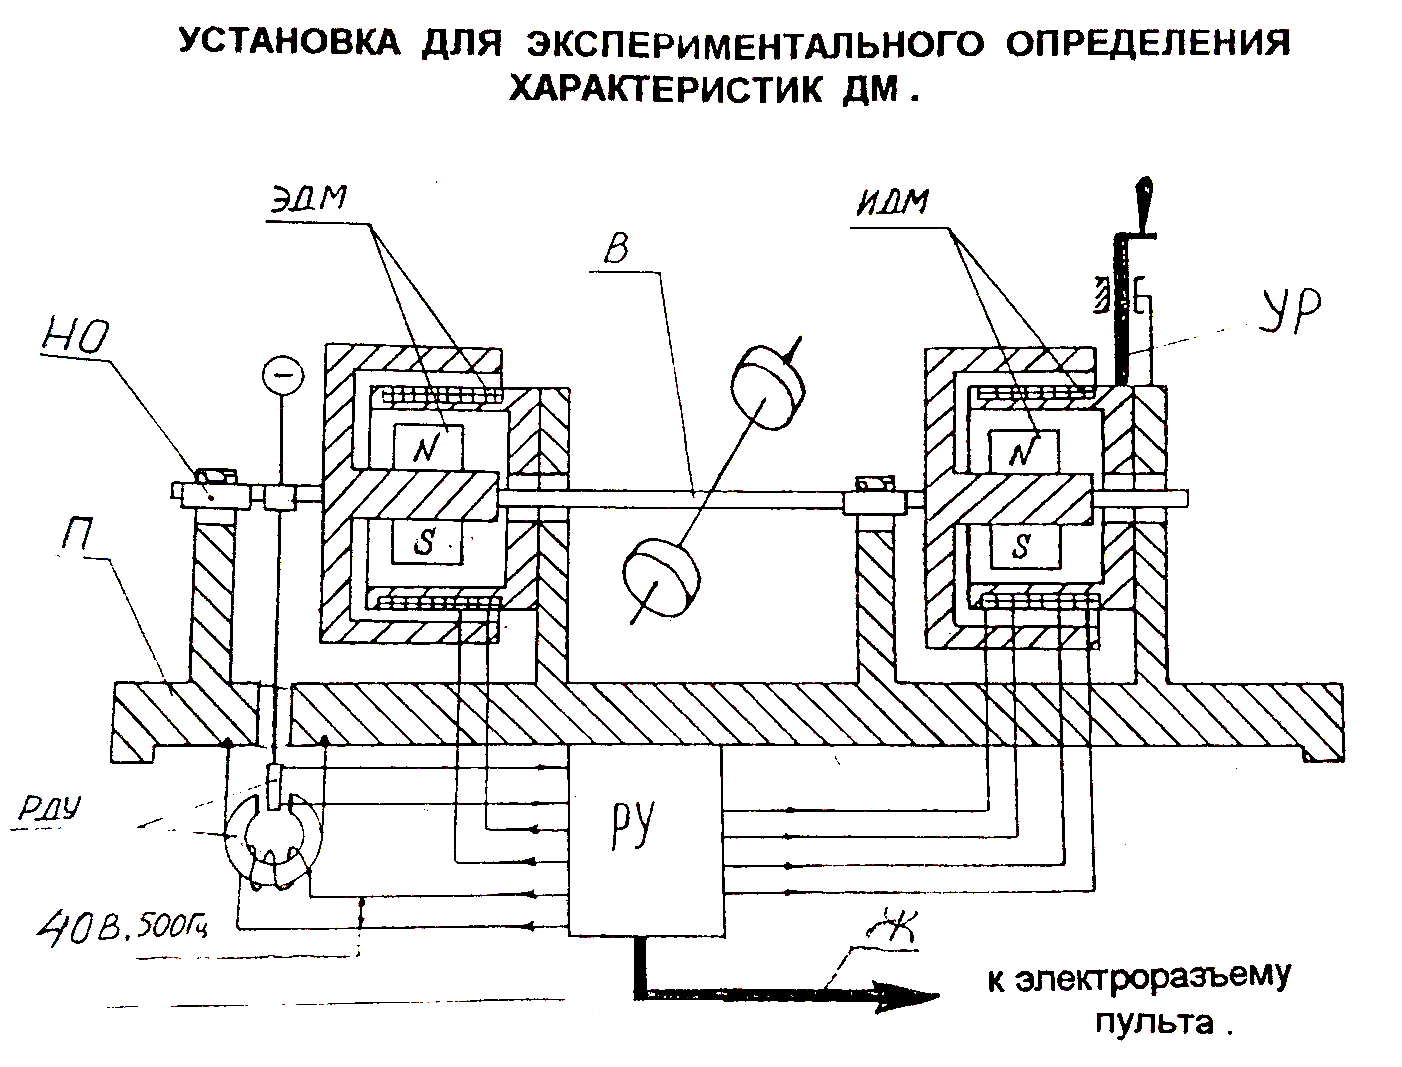 УСТАНОВКА ДЛЯ ЭКСПЕРИМЕНТАЛЬНОГО ОПРЕДЕЛЕНИЯ
ХАРАКТЕРИСТИК ДМ .
ЭДМ
ИДМ
В
УР
НО
N
N
П
S
S
РДУ
РУ
40В, 500Гц
Ж
к электроразъему
пульта .